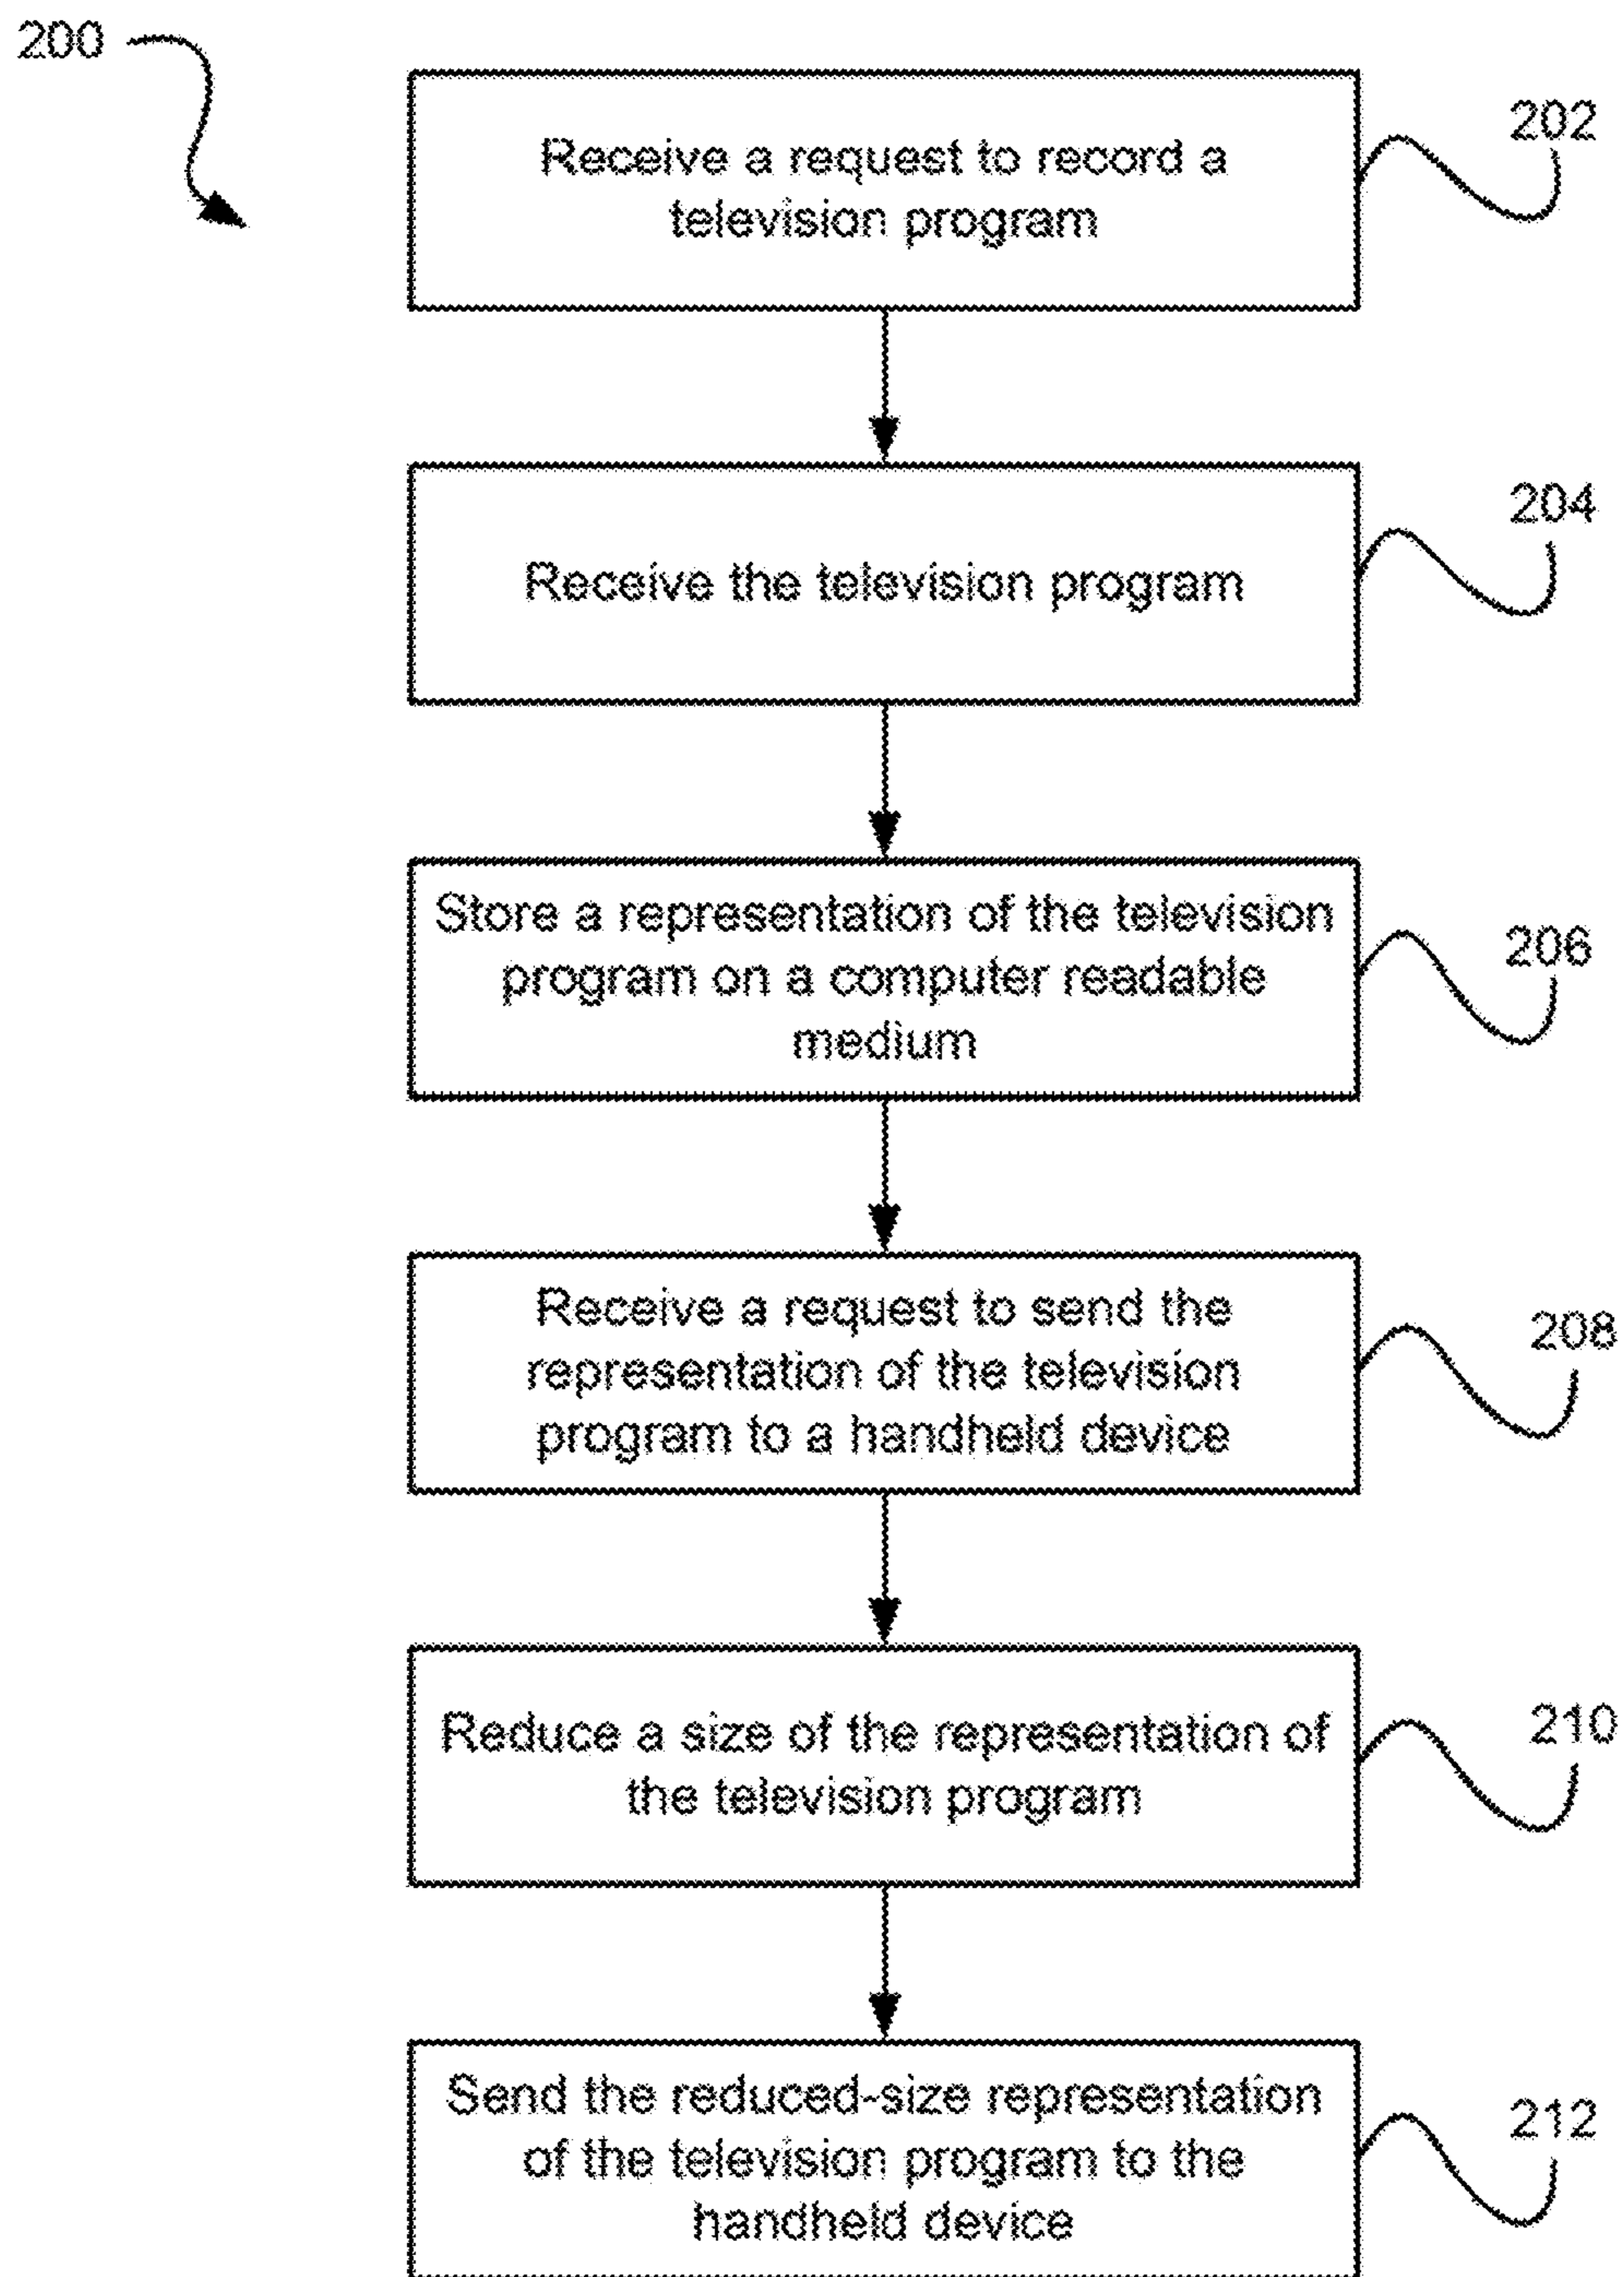 200
202
Receive a request to record a
television program
204
Receive the television program
206
Store a representation of the television
program on a computer readable
medium
208
Receive a request to send the
representation of the television
program to a handheld device
210
Reduce a size of the representation of
the television program
212
Send the reduced-size representation
of the television program to the
handheld device